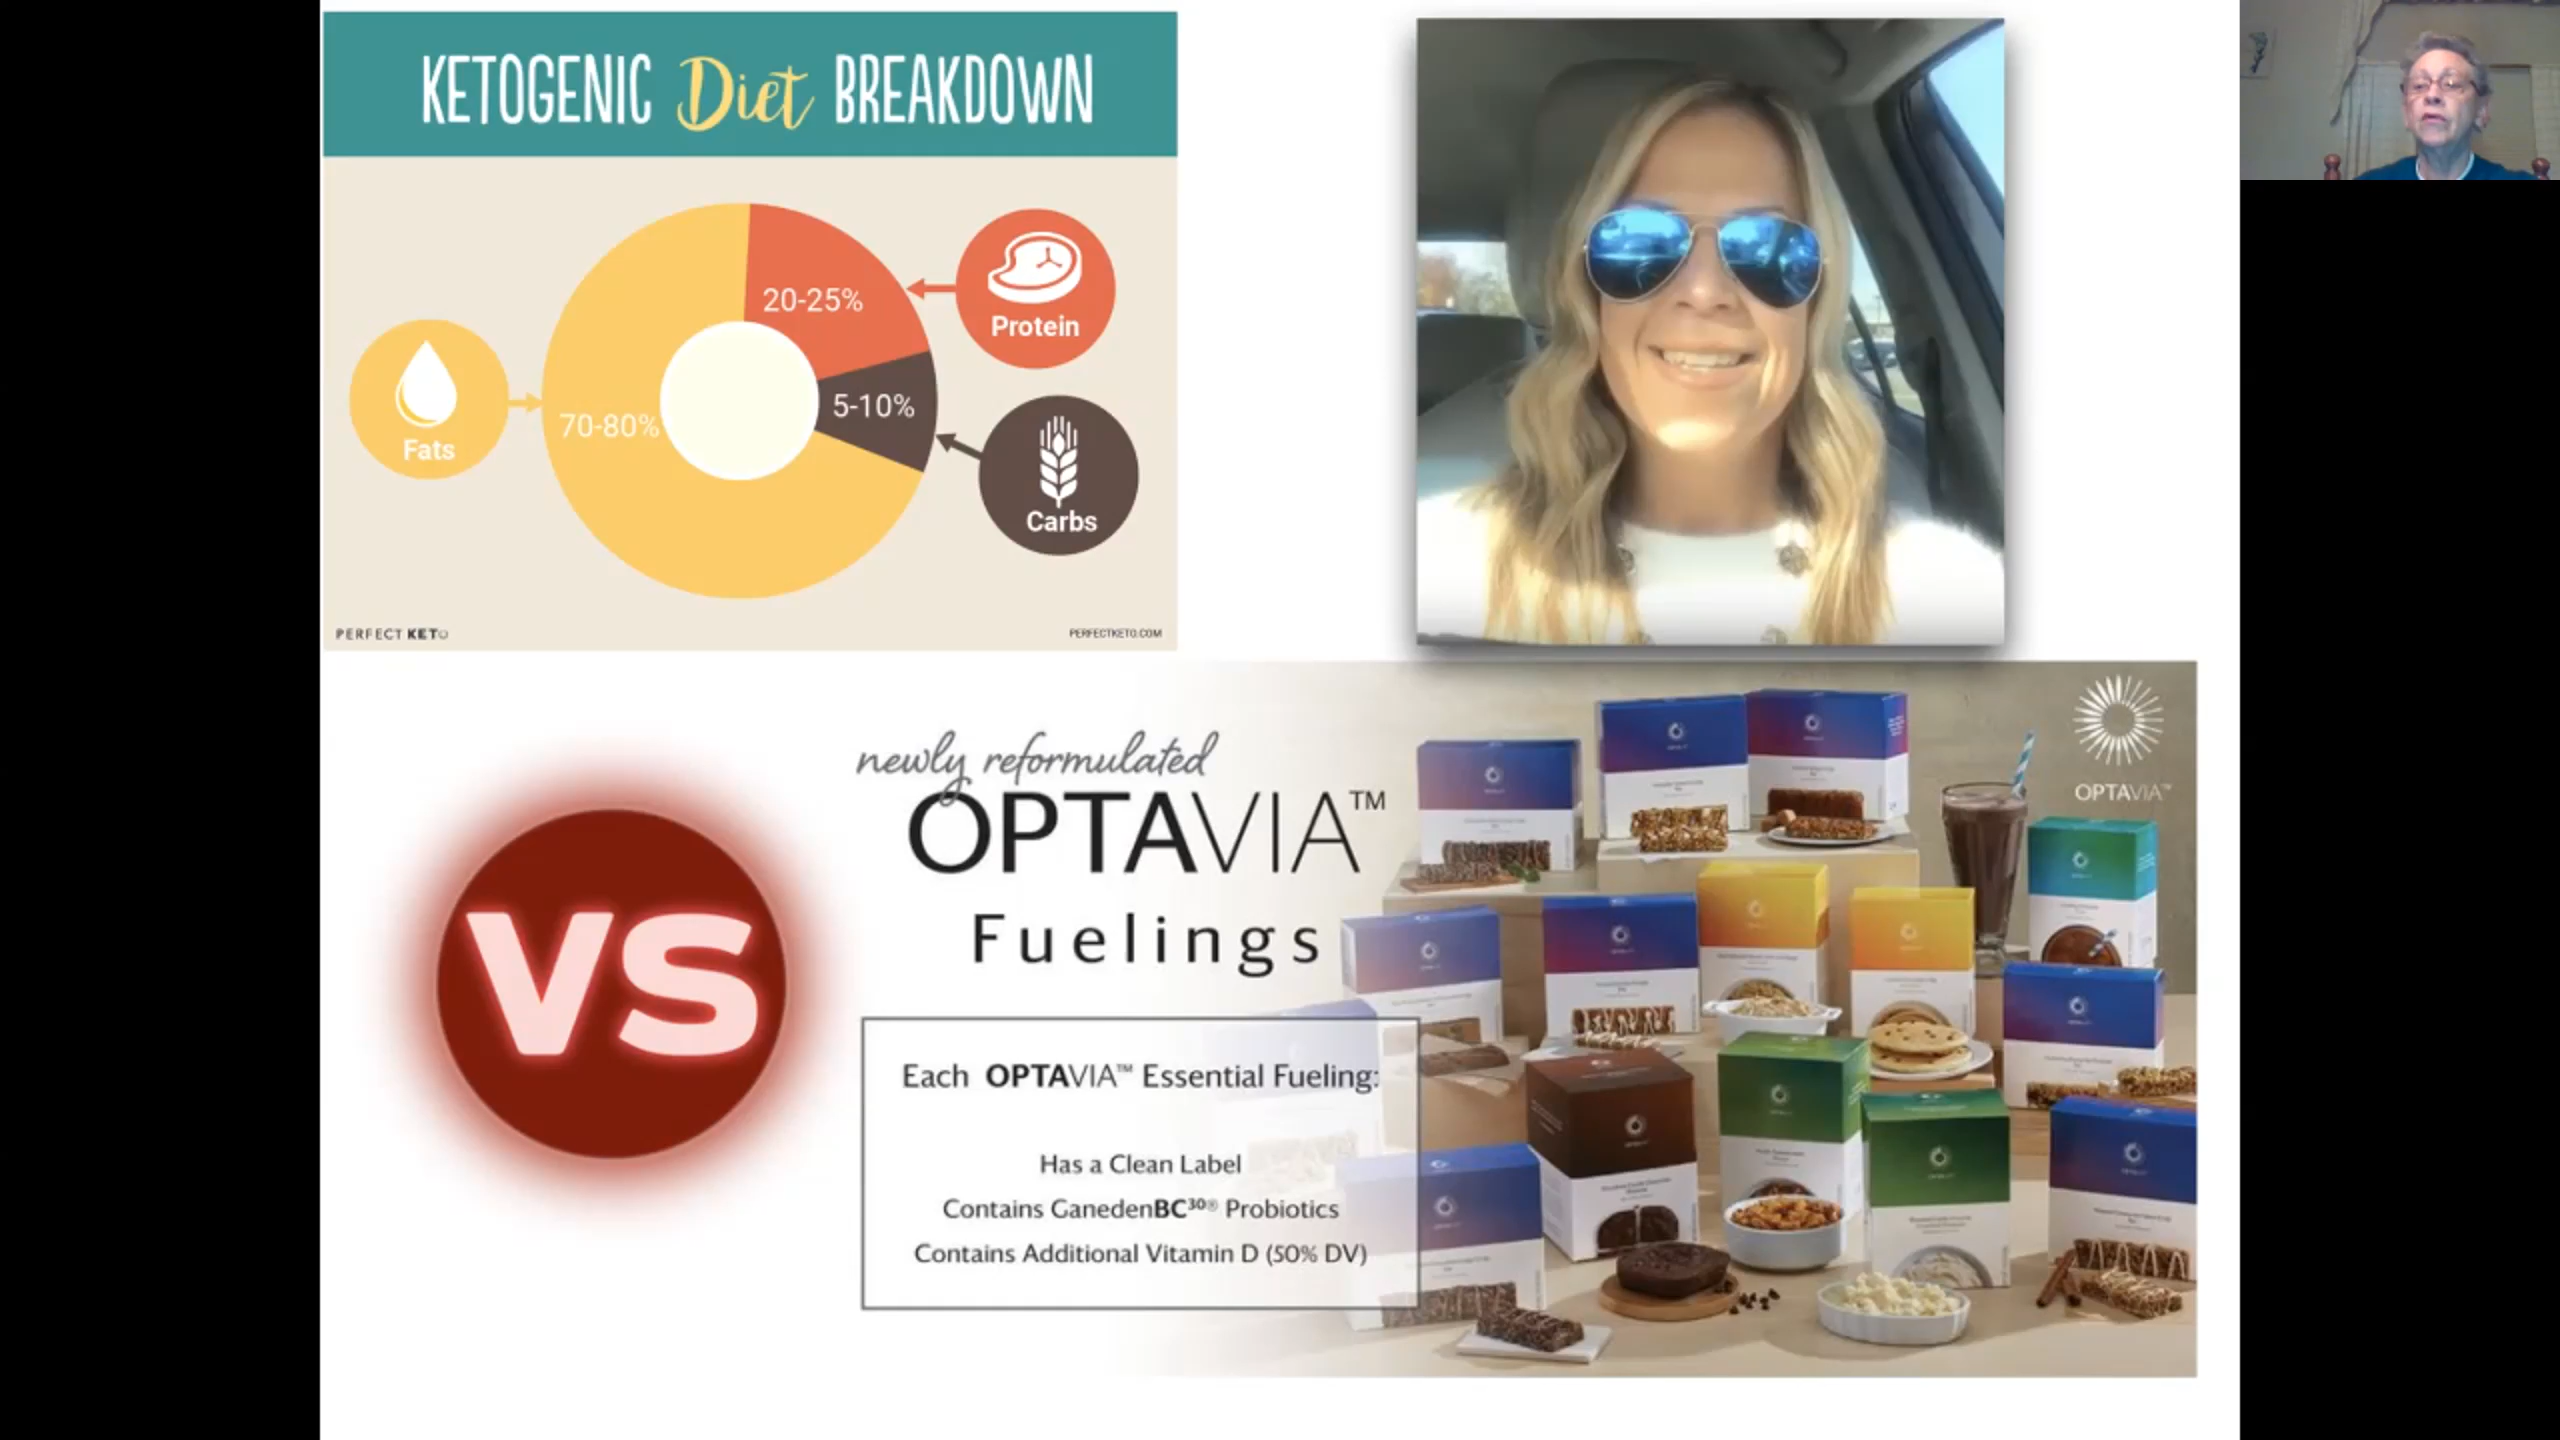 KETOGENIC Diet BREAKDOWN
20-25%
Protein
5-10%
70-80%
Fats
Carbs
PERFECT KETO
PERFECTKETO.COM
VS
newly reformulated
OPTAVIA™
Fuelings
OPTAVIA™
Each OPTAVIA™ Essential Fueling:
Has a Clean Label
Contains GanedenBC³⁰® Probiotics
Contains Additional Vitamin D (50% DV)